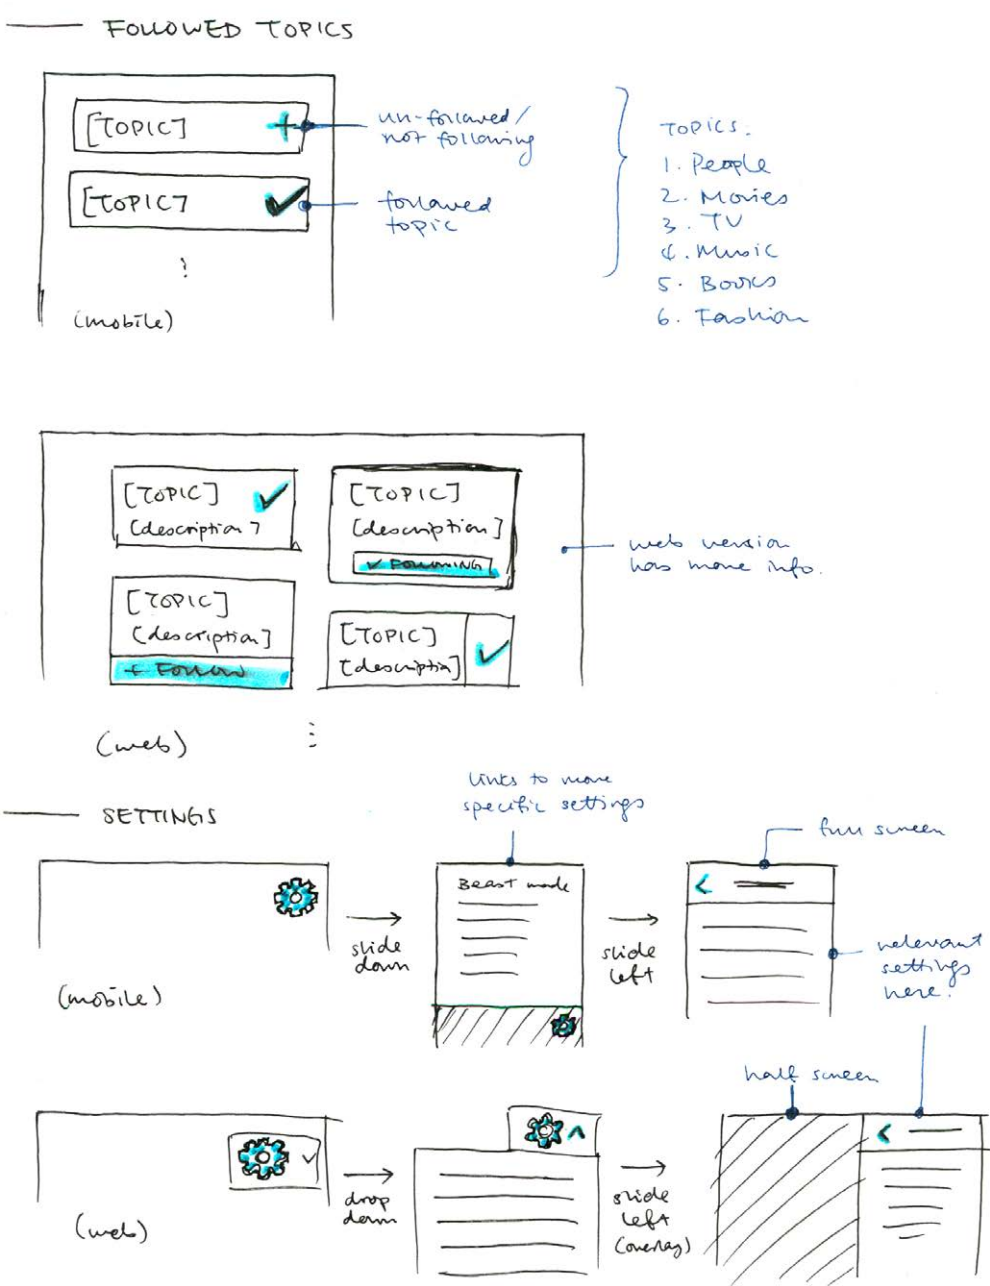 FOLLOWED TOPICS
[TOPIC] +
un-followed/
not following
[TOPIC]
followed
topic
(mobile)
TOPICS:
1. People
2. Movies
3. TV
4. Music
5. Books
6. Fashion
[TOPIC]
[description]
[TOPIC]
[description]
✓ FOLLOWING
[TOPIC]
[description]
+ FOLLOW
[TOPIC]
[description]
web version
has more info.
(web)
SETTINGS
links to more
specific settings
full screen
Beast mode
slide
down
slide
left
relevant
settings
here.
(mobile)
half screen
drop
down
slide
left
(overlay)
(web)